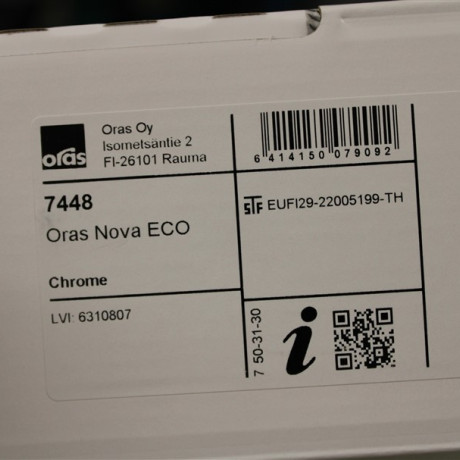 oras
Oras Oy
Isometsäntie 2
FI-26101 Rauma
6 414150 079092
7448
Oras Nova ECO
STF EUFI29-22005199-TH
Chrome
LVI: 6310807
7 50-31-30
i